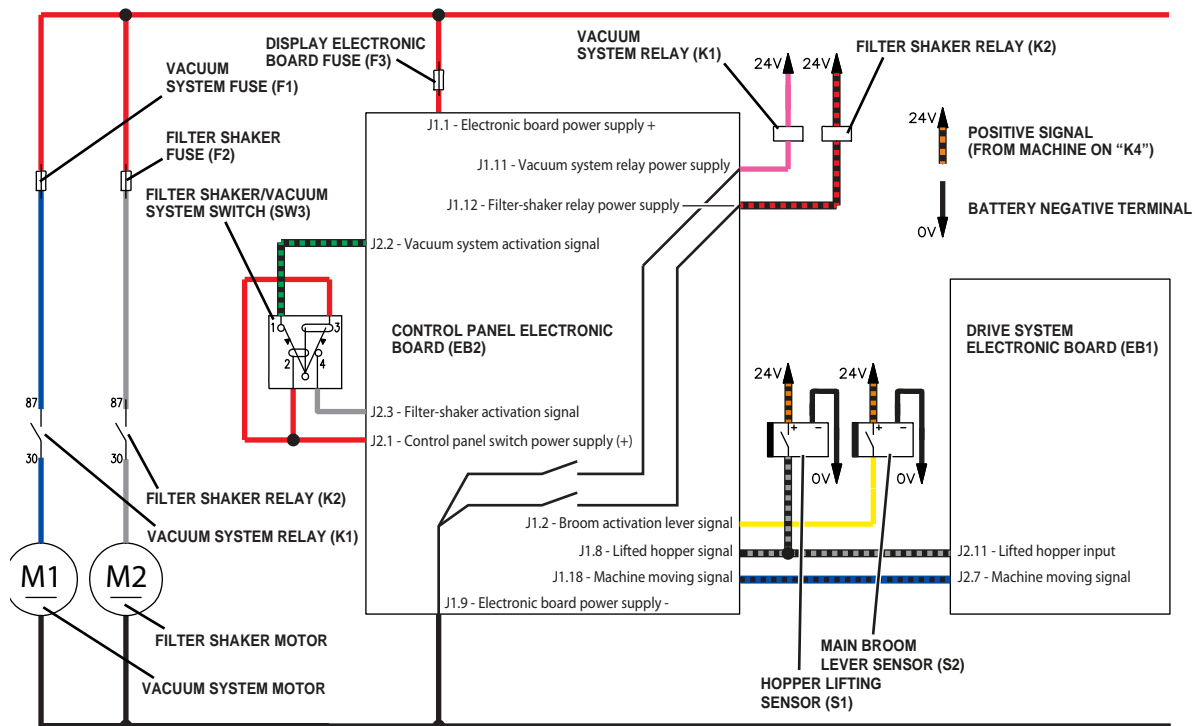 VACUUM
SYSTEM RELAY (K1)
FILTER SHAKER RELAY (K2)
DISPLAY ELECTRONIC
BOARD FUSE (F3)
VACUUM
SYSTEM FUSE (F1)
24V
24V
24V
POSITIVE SIGNAL
(FROM MACHINE ON “K4”)
J1.1 - Electronic board power supply +
FILTER SHAKER
FUSE (F2)
J1.11 - Vacuum system relay power supply
FILTER SHAKER/VACUUM
SYSTEM SWITCH (SW3)
J1.12 - Filter-shaker relay power supply
BATTERY NEGATIVE TERMINAL
0V
J2.2 - Vacuum system activation signal
1
3
2
4
CONTROL PANEL ELECTRONIC
BOARD (EB2)
DRIVE SYSTEM
ELECTRONIC BOARD (EB1)
24V
24V
87
87
J2.3 - Filter-shaker activation signal
+
-
+
-
J2.1 - Control panel switch power supply (+)
30
30
0V
0V
FILTER SHAKER RELAY (K2)
J1.2 - Broom activation lever signal
VACUUM SYSTEM RELAY (K1)
J1.8 - Lifted hopper signal
J2.11 - Lifted hopper input
M1
M2
J1.18 - Machine moving signal
J2.7 - Machine moving signal
J1.9 - Electronic board power supply -
FILTER SHAKER MOTOR
MAIN BROOM
LEVER SENSOR (S2)
HOPPER LIFTING
SENSOR (S1)
VACUUM SYSTEM MOTOR